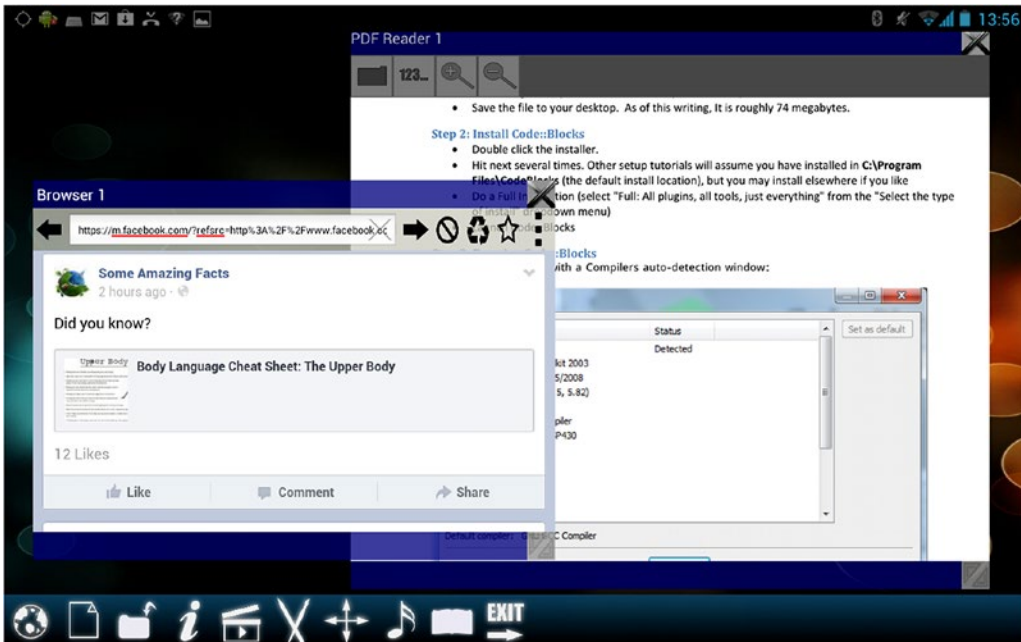 13:56
PDF Reader 1
123...
• Save the file to your desktop. As of this writing, It is roughly 74 megabytes.
Step 2: Install Code::Blocks
• Double click the installer.
• Hit next several times. Other setup tutorials will assume you have installed in C:\Program
Files\CodeBlocks (the default install location), but you may install elsewhere if you like
• Do a Full Installation (select "Full: All plugins, all tools, just everything" from the "Select the type
of install" dropdown menu)
Blocks
::Blocks
with a Compilers auto-detection window:
Status
Set as default
Detected
kit 2003
5/2008
5, 5.82)
piler
SP430
Default compiler: GNU GCC Compiler
Browser 1
https://m.facebook.com/?refsrc=http%3A%2F%2Fwww.facebook.co
Some Amazing Facts
2 hours ago
Did you know?
Upper Body
Body Language Cheat Sheet: The Upper Body
12 Likes
Like
Comment
Share
EXIT